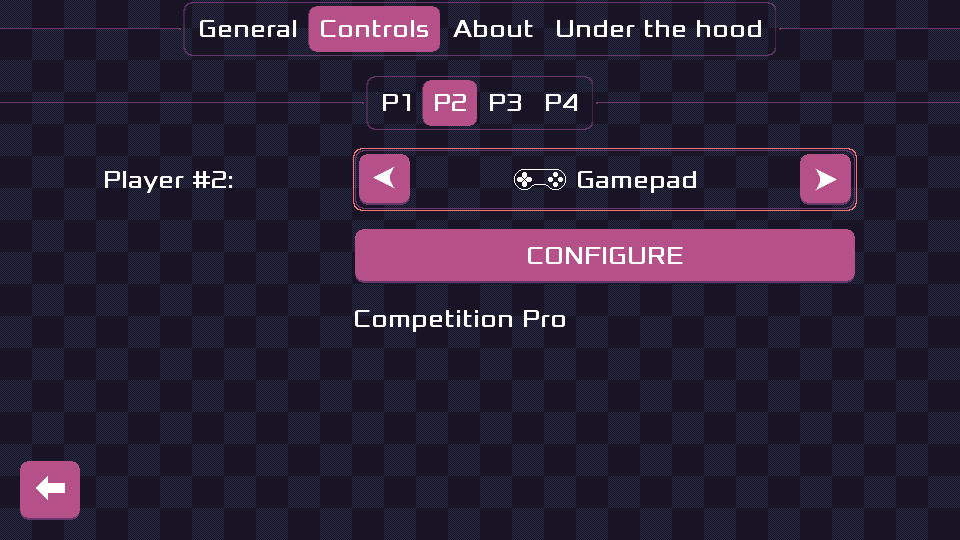 General Controls About Under the hood
P1 P2 P3 P4
Player #2: Gamepad
CONFIGURE
Competition Pro